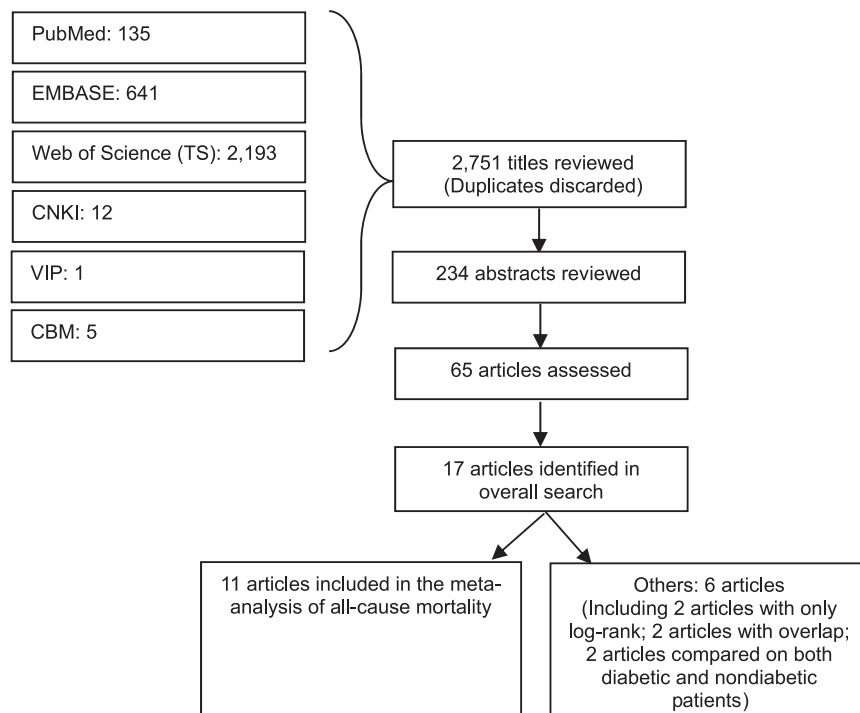 PubMed: 135
EMBASE: 641
Web of Science (TS): 2,193
CNKI: 12
VIP: 1
CBM: 5
2,751 titles reviewed
(Duplicates discarded)
234 abstracts reviewed
65 articles assessed
17 articles identified in
overall search
11 articles included in the meta-
analysis of all-cause mortality
Others: 6 articles
(Including 2 articles with only
log-rank; 2 articles with overlap;
2 articles compared on both
diabetic and nondiabetic
patients)